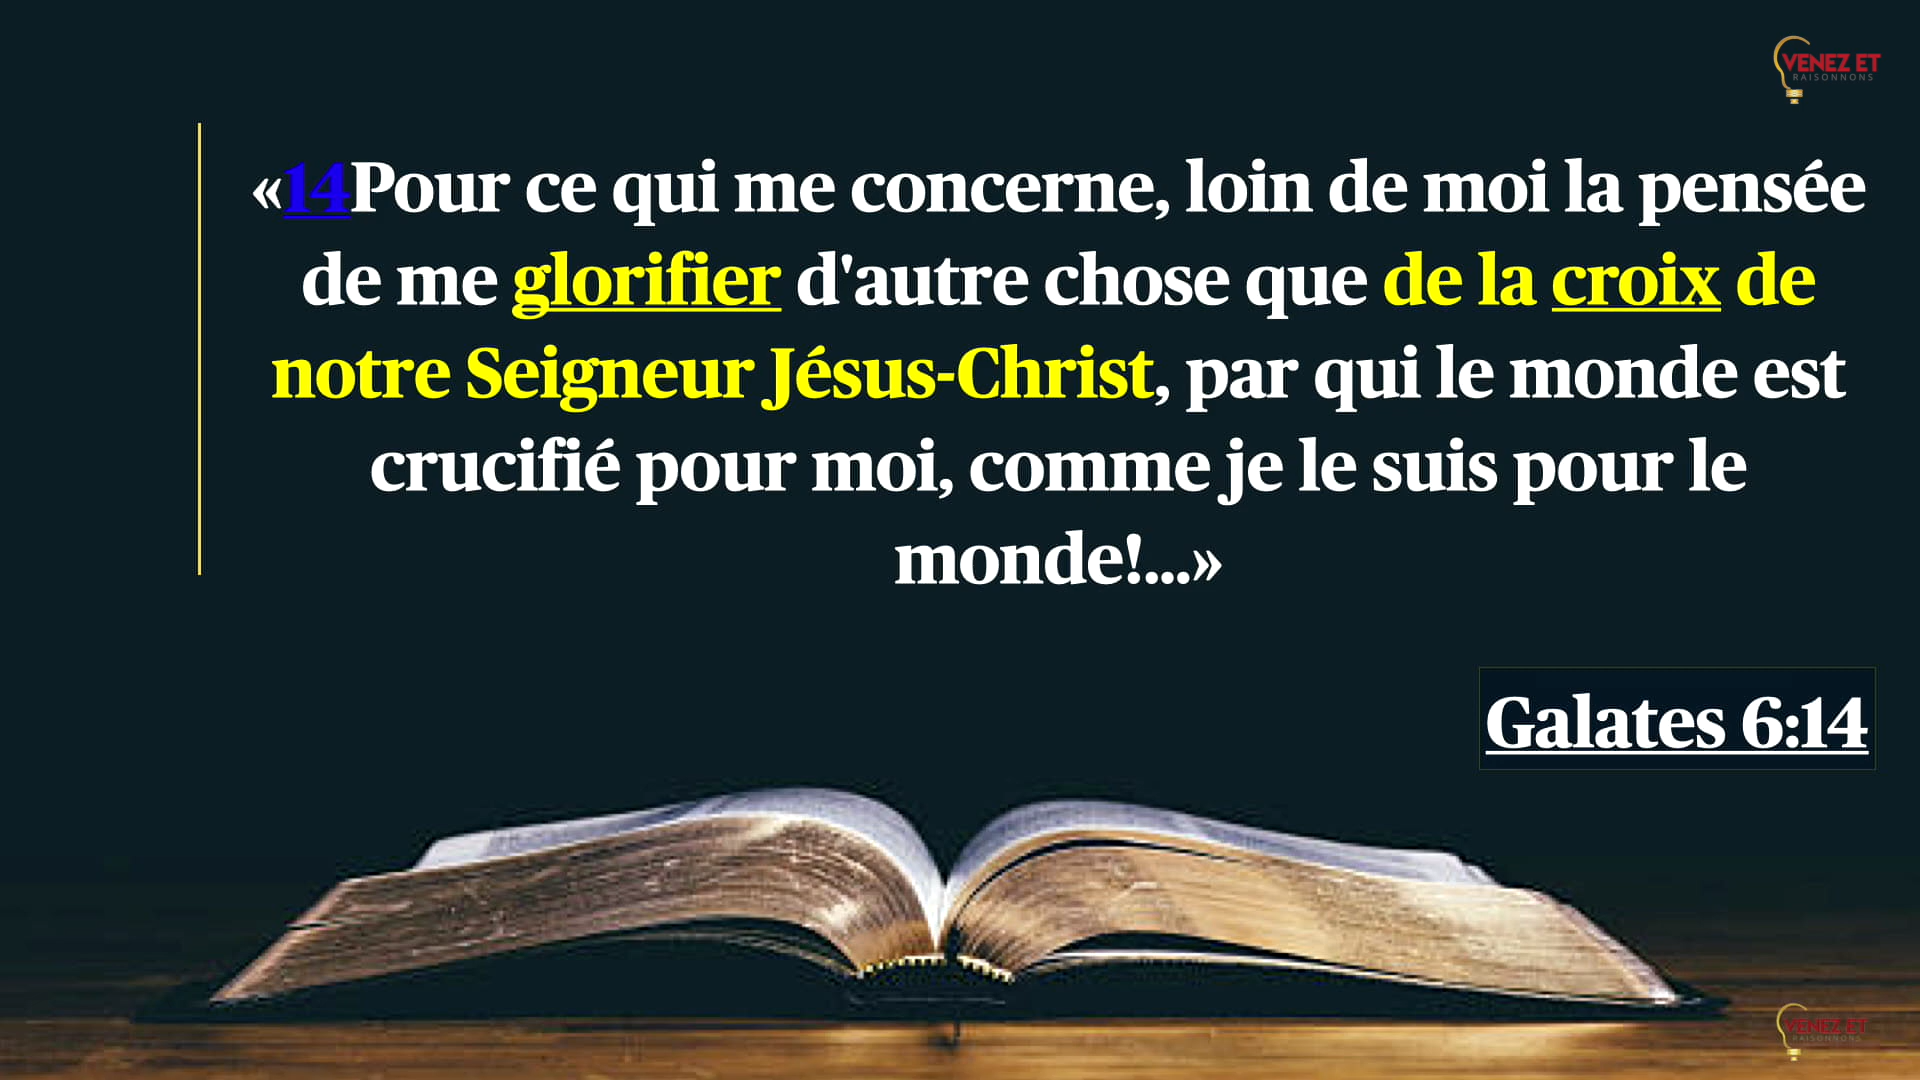 VENEZ ET
RAISONNONS
«14Pour ce qui me concerne, loin de moi la pensée
de me glorifier d'autre chose que de la croix de
notre Seigneur Jésus-Christ, par qui le monde est
crucifié pour moi, comme je le suis pour le
monde!...»
Galates 6:14
VENEZ ET
RAISONNONS